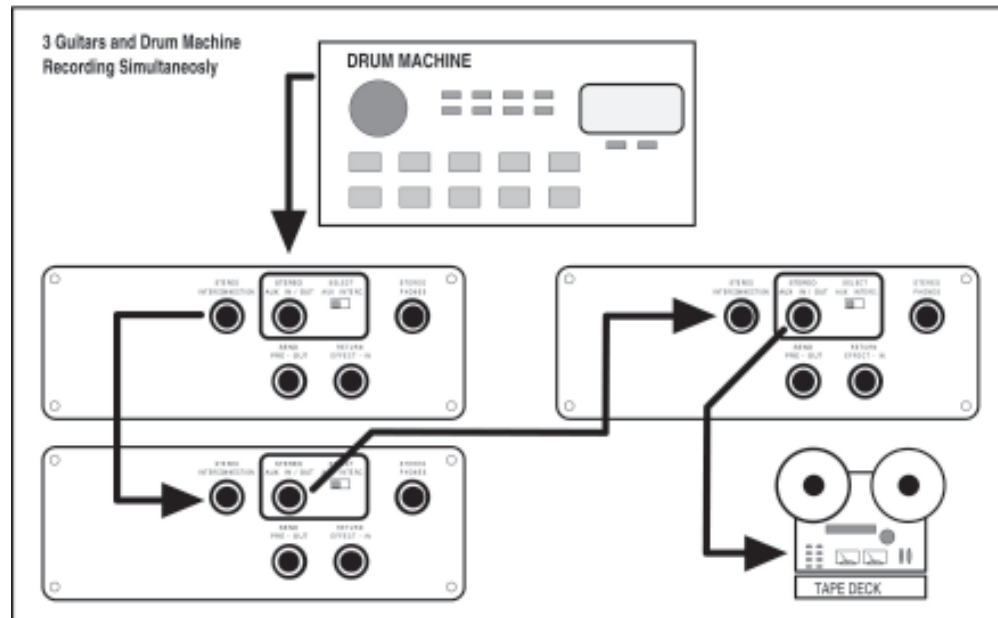 3 Guitars and Drum Machine
Recording Simultaneosly
DRUM MACHINE
STEREO
INTERCONNECTION
STEREO
AUX IN / OUT
SELECT
AUX INTERC.
STEREO
PHONES
SEND
PRE - OUT
RETURN
EFFECT - IN
STEREO
INTERCONNECTION
STEREO
AUX IN / OUT
SELECT
AUX INTERC.
STEREO
PHONES
SEND
PRE - OUT
RETURN
EFFECT - IN
STEREO
INTERCONNECTION
STEREO
AUX IN / OUT
SELECT
INTERC.
STEREO
PHONES
SEND
PRE - OUT
RETURN
EFFECT - IN
TAPE DECK